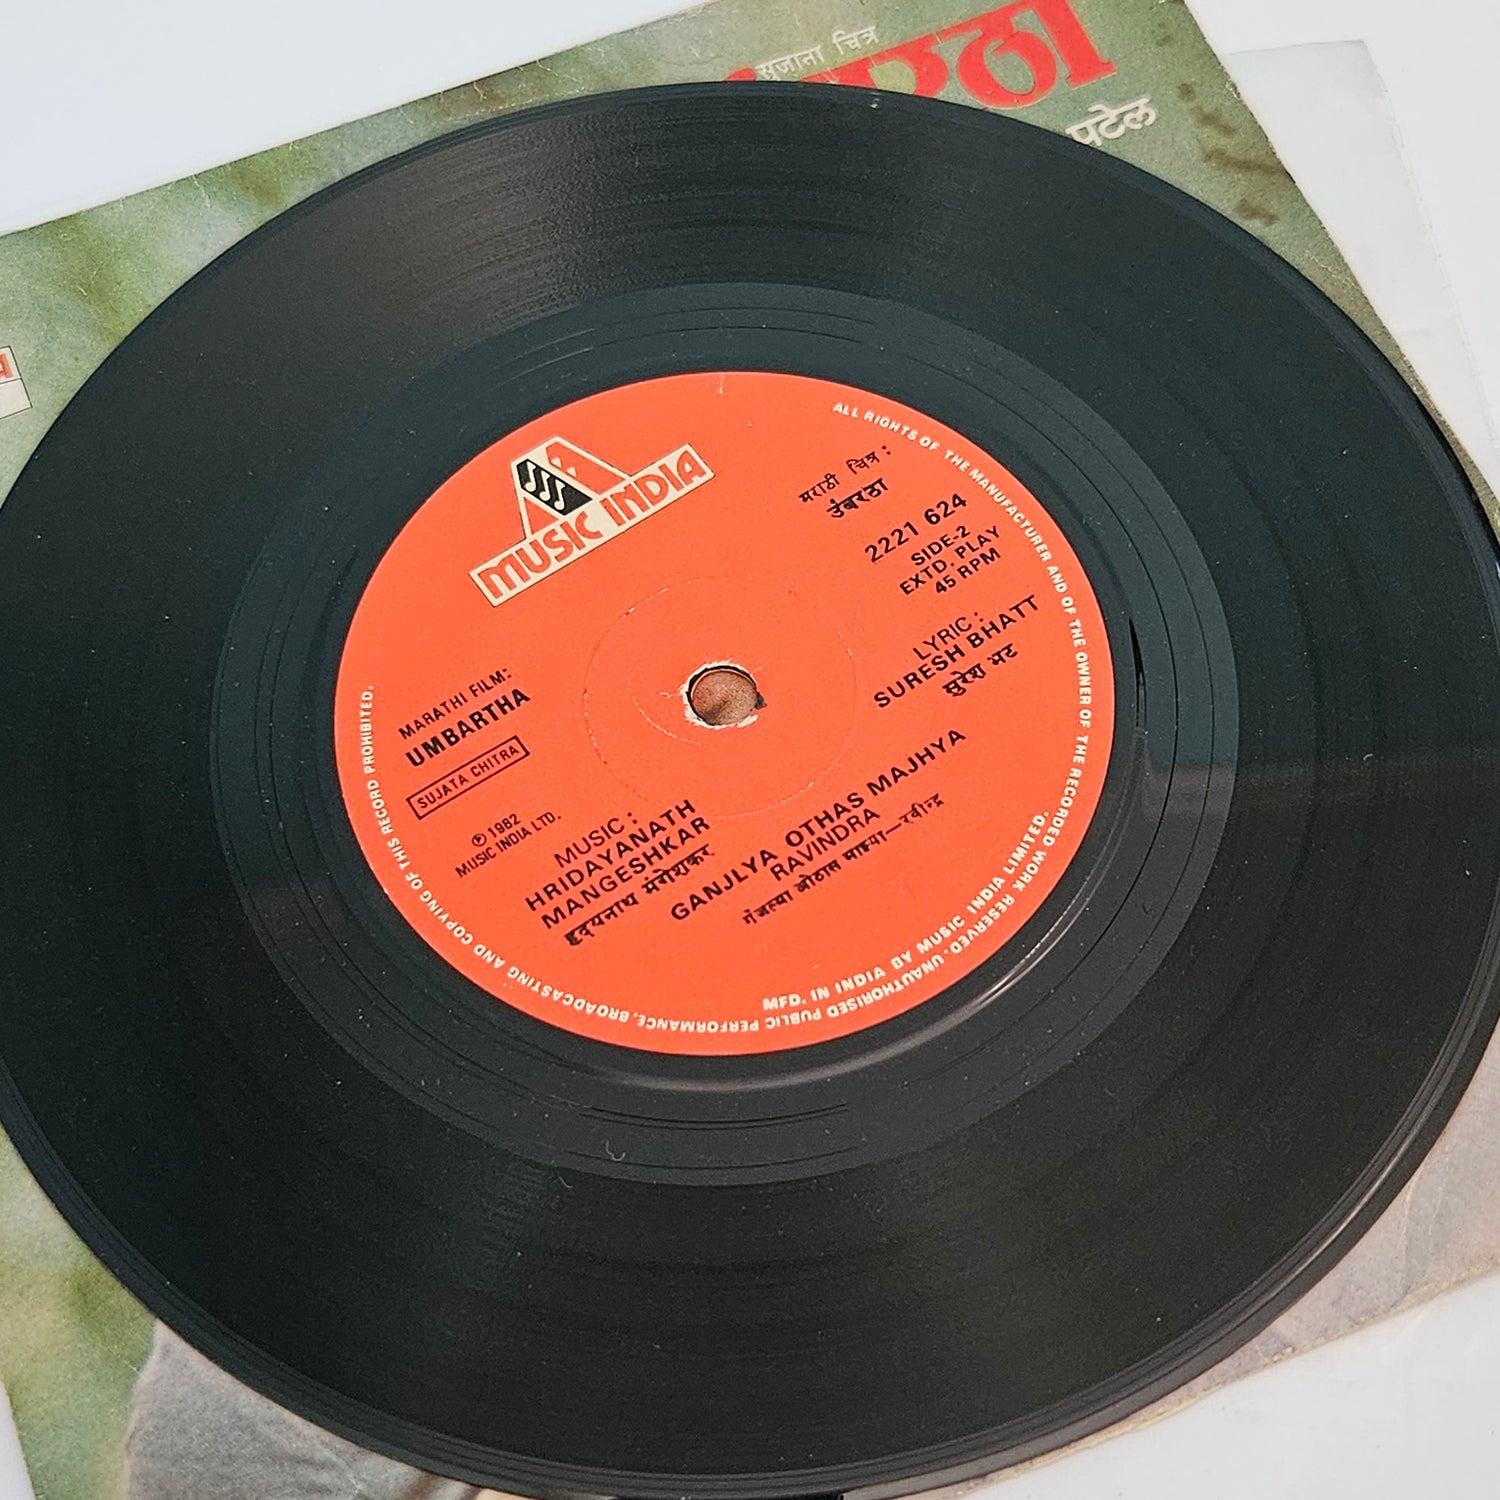 सुजाता चित्र
बरठा
पटेल
MUSIC INDIA
मराठी चित्र :
उंबरठा
2221 624
SIDE-2
EXTD. PLAY
45 RPM
LYRIC :
SURESH BHATT
सुरेश भट
MARATHI FILM:
UMBARTHA
SUJATA CHITRA
℗ 1982
MUSIC INDIA LTD.
MUSIC :
HRIDAYANATH
MANGESHKAR
हृदयनाथ मंगेशकर
GANJLYA OTHAS MAJHYA
RAVINDRA
गंजल्या ओठास माझ्या—रवीन्द्र
ALL RIGHTS OF THE MANUFACTURER AND OF THE OWNER OF THE RECORDED WORK RESERVED. UNAUTHORISED PUBLIC PERFORMANCE, BROADCASTING AND COPYING OF THIS RECORD PROHIBITED.
MFD. IN INDIA BY MUSIC INDIA LIMITED.